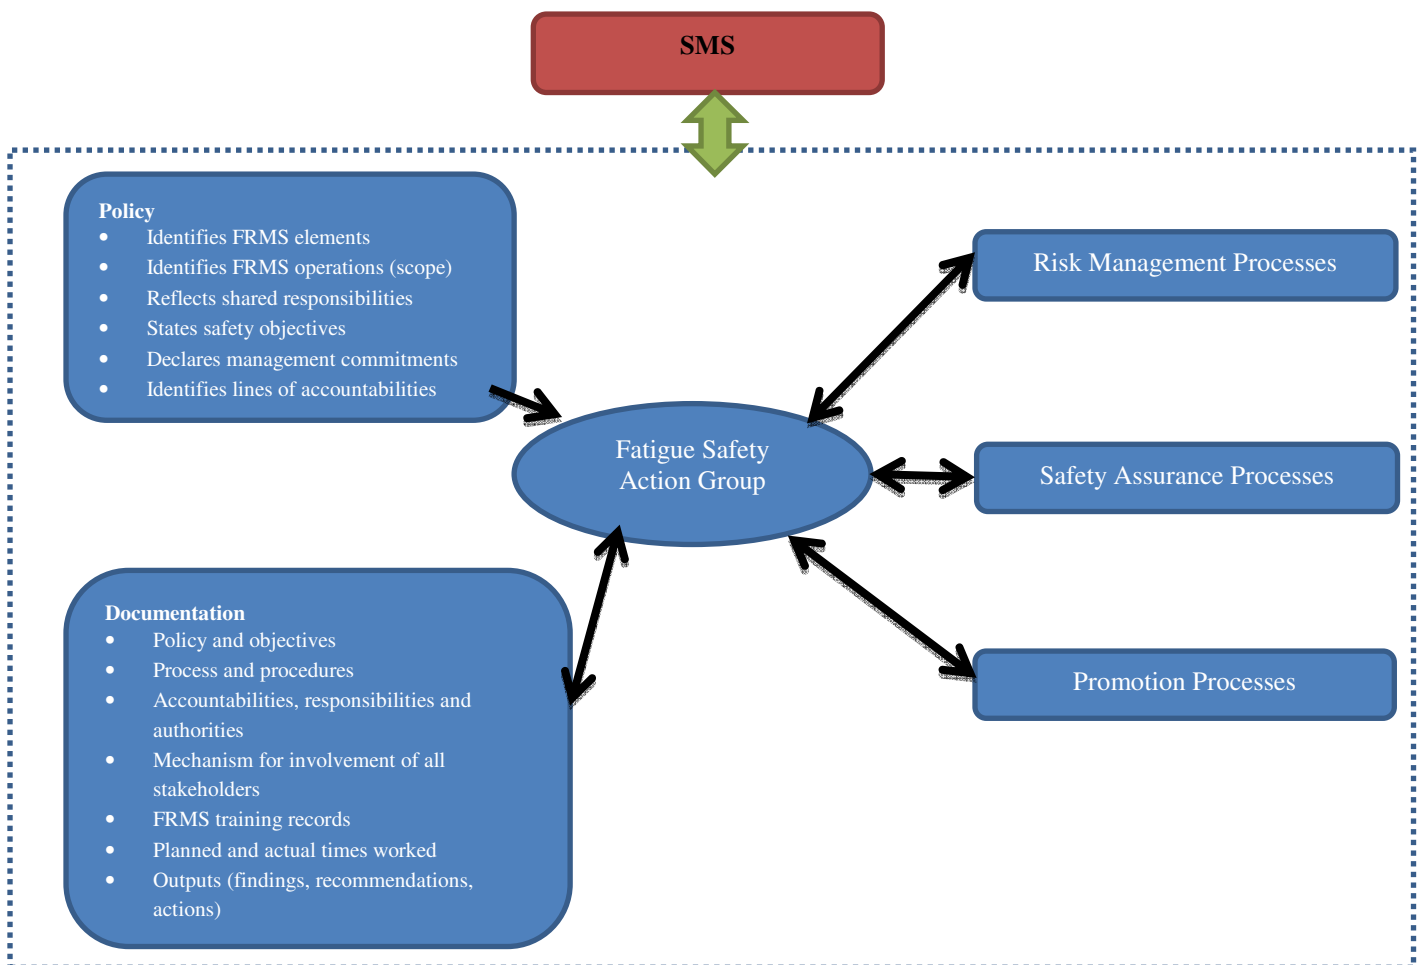 SMS
Policy
• Identifies FRMS elements
• Identifies FRMS operations (scope)
• Reflects shared responsibilities
• States safety objectives
• Declares management commitments
• Identifies lines of accountabilities
Risk Management Processes
Fatigue Safety
Action Group
Safety Assurance Processes
Documentation
• Policy and objectives
• Process and procedures
• Accountabilities, responsibilities and
authorities
• Mechanism for involvement of all
stakeholders
• FRMS training records
• Planned and actual times worked
• Outputs (findings, recommendations,
actions)
Promotion Processes